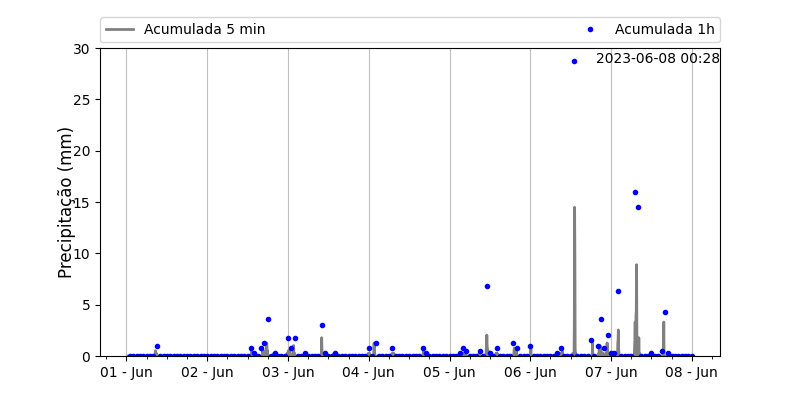 Acumulada 5 min Acumulada 1h
2023-06-08 00:28
Precipitação (mm)
30
25
20
15
10
5
0
01 - Jun 02 - Jun 03 - Jun 04 - Jun 05 - Jun 06 - Jun 07 - Jun 08 - Jun